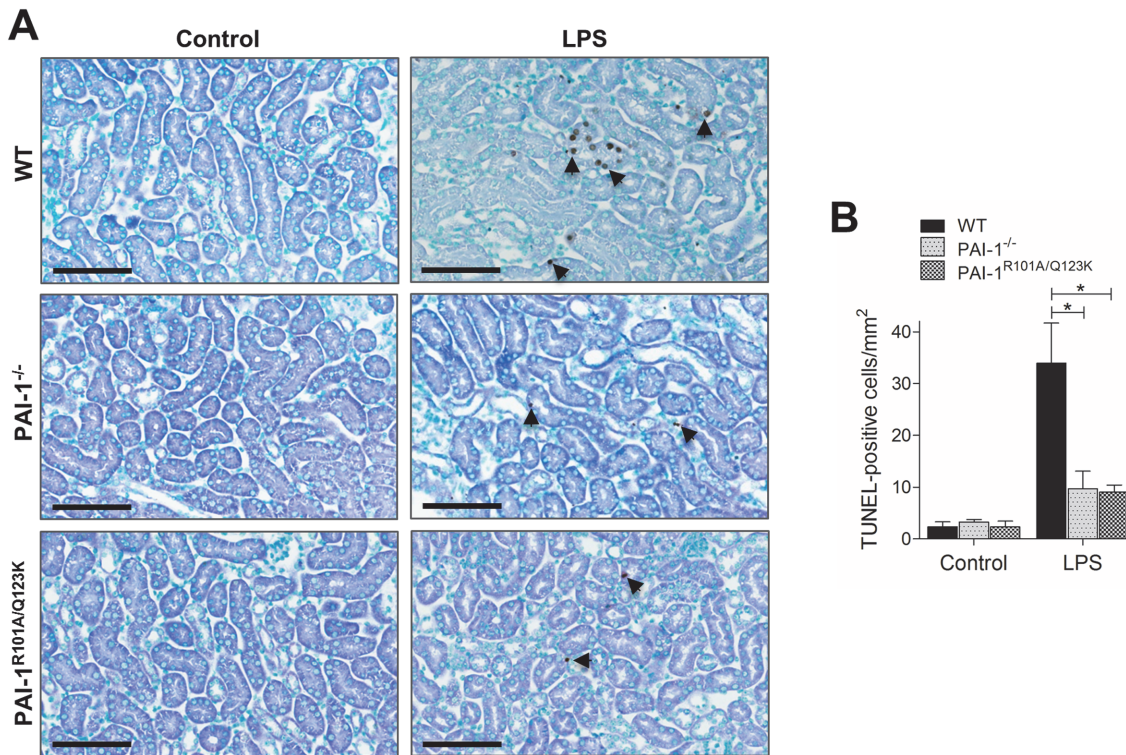 A
Control
LPS
WT
PAI-1-/-
PAI-1R101A/Q123K
B
WT
PAI-1-/-
PAI-1R101A/Q123K
*
*
TUNEL-positive cells/mm2
40
30
20
10
0
Control
LPS